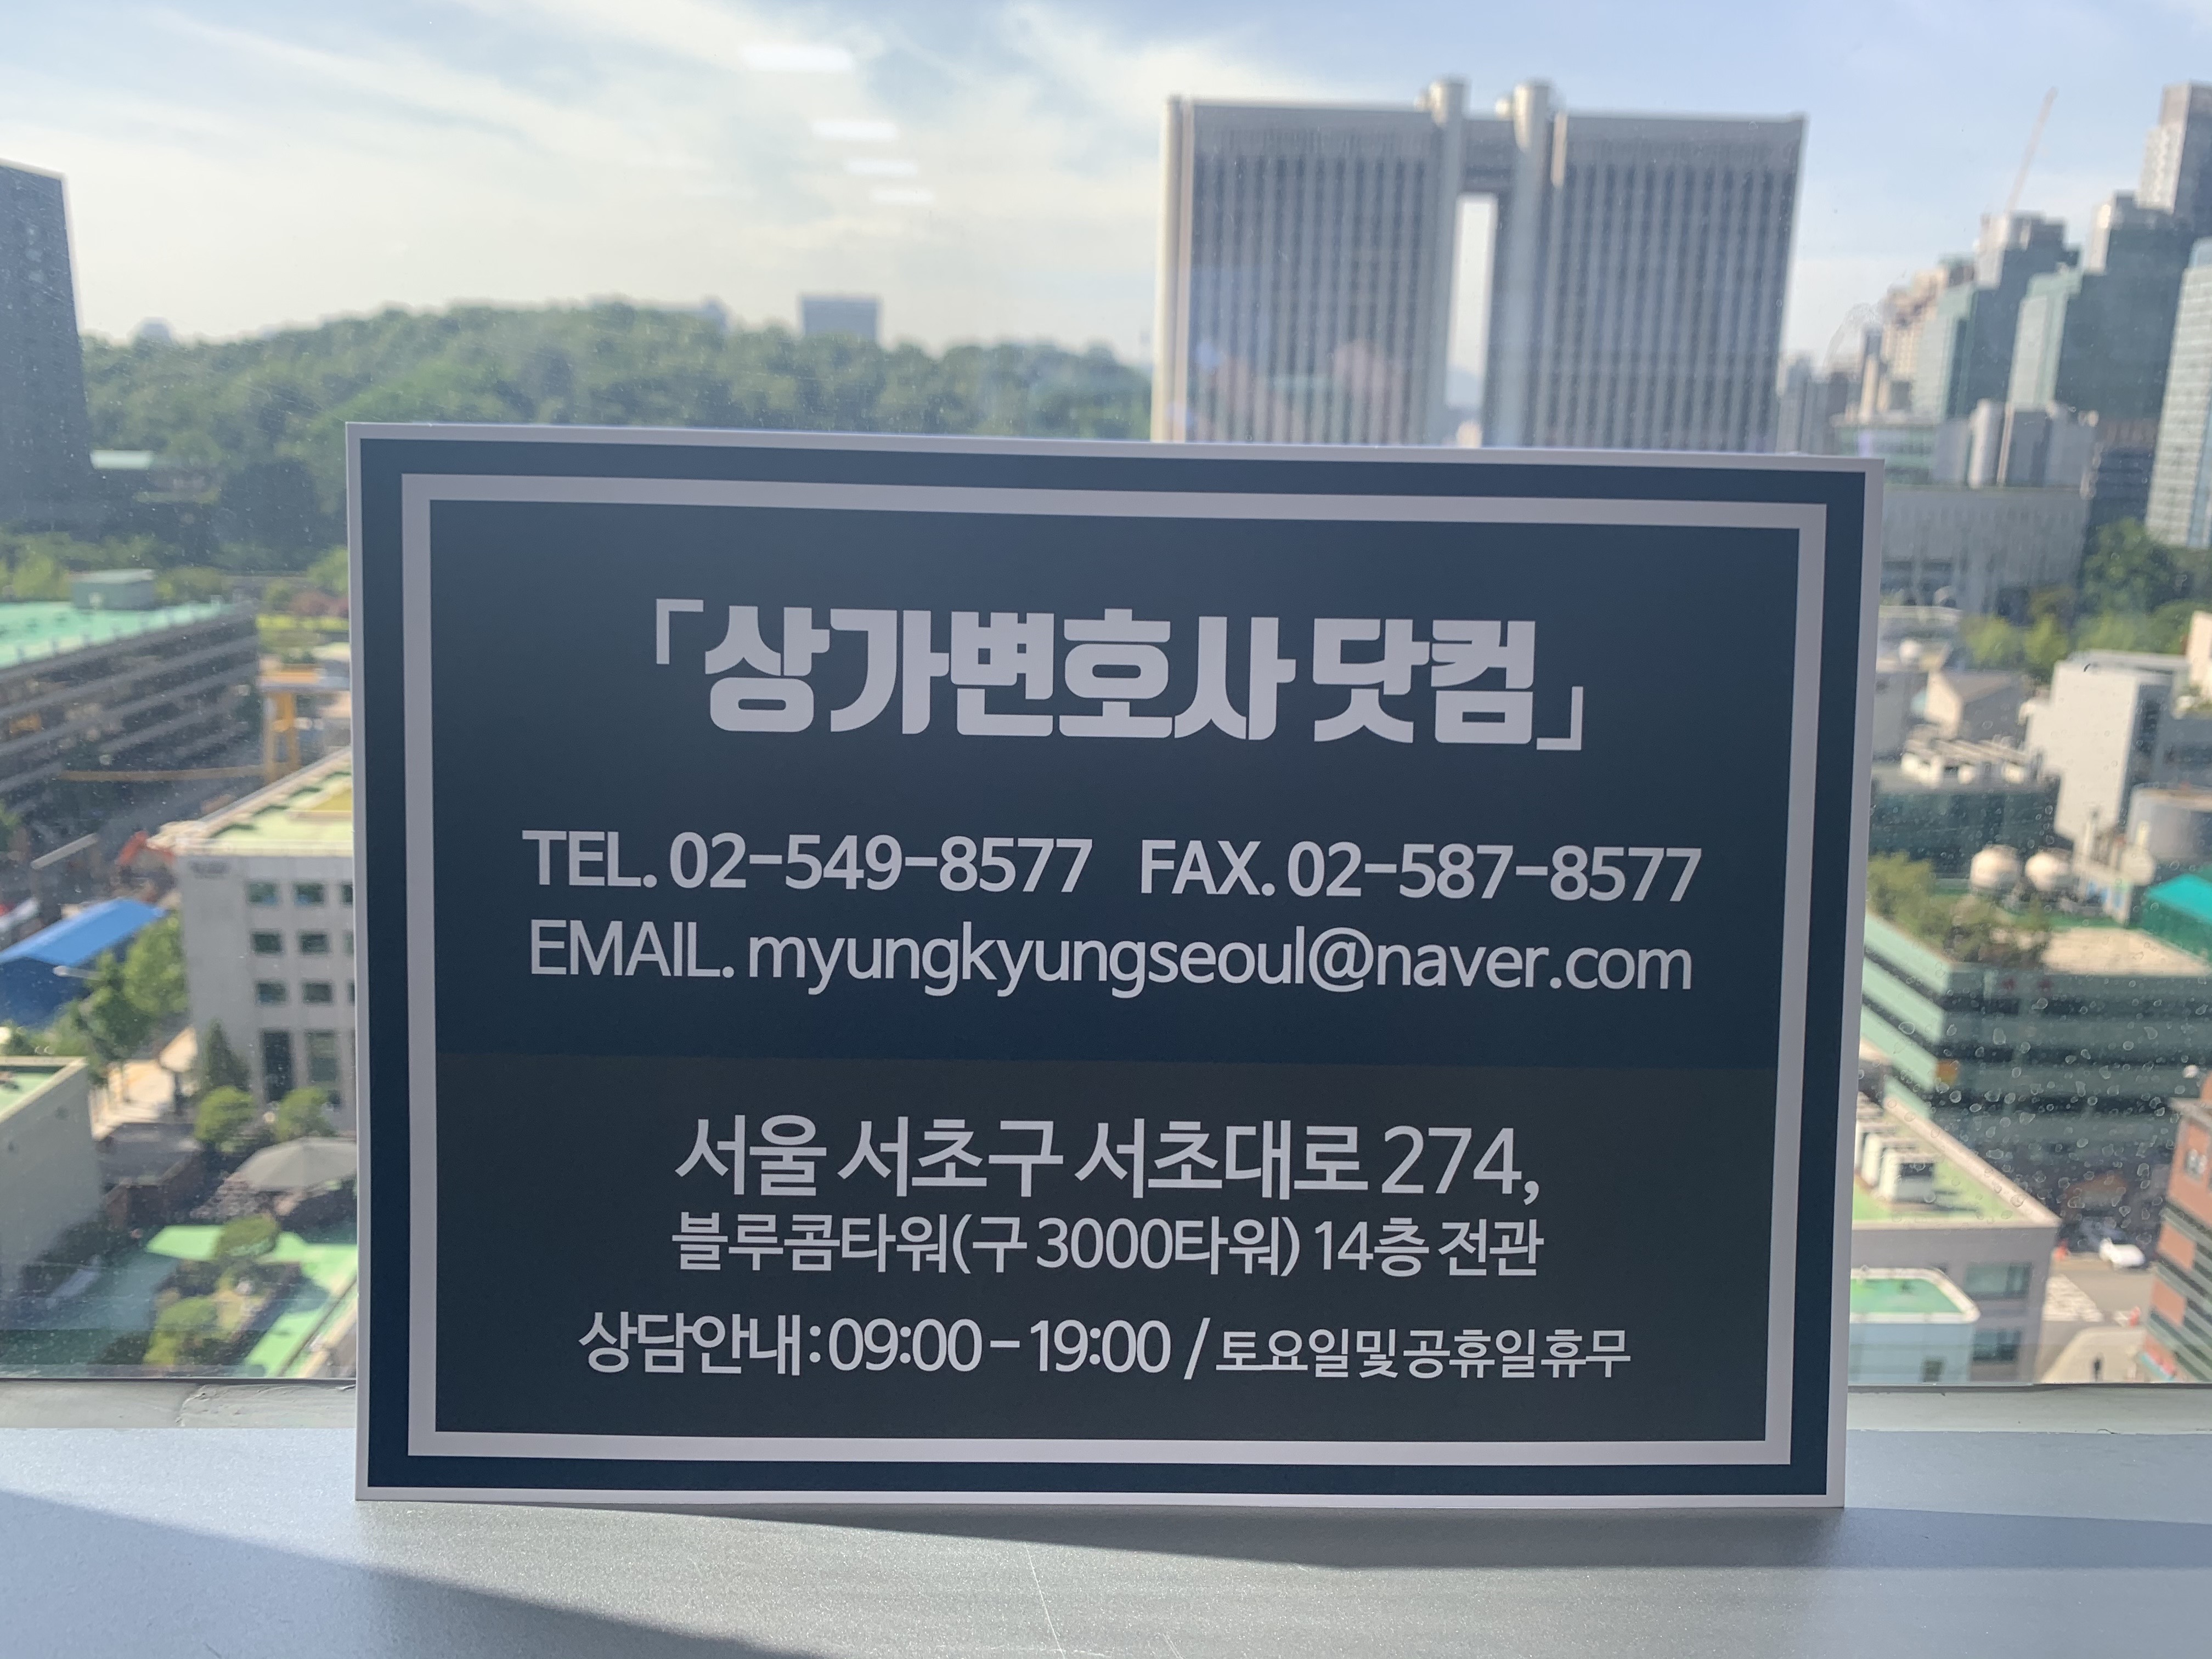 「상가변호사 닷컴」
TEL. 02-549-8577 FAX. 02-587-8577
EMAIL. myungkyungseoul@naver.com
서울 서초구 서초대로 274,
블루콤타워(구 3000타워) 14층 전관
상담안내 : 09:00 - 19:00 / 토요일 및 공휴일 휴무